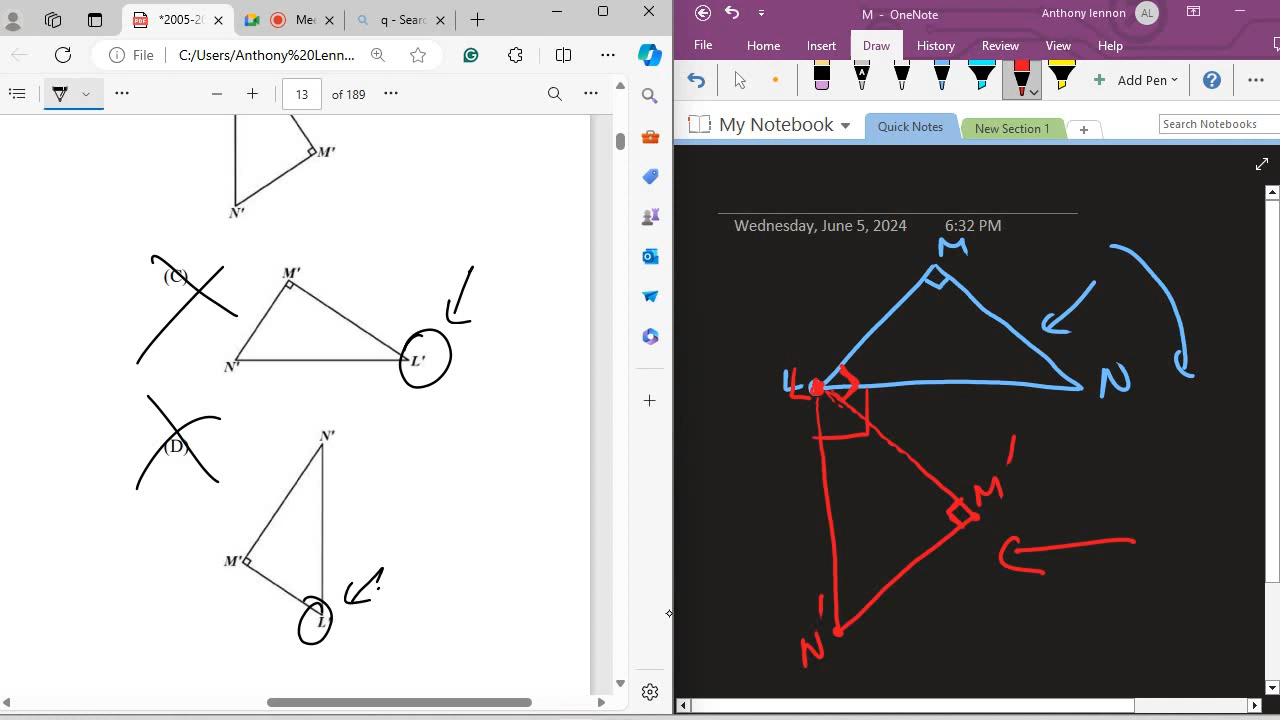 *2005-20
Mee
q - Searc
File
C:/Users/Anthony%20Lenn...
13
of 189
M'
N'
(C)
M'
N'
L'
(D)
N'
M'
L'
M - OneNote
Anthony lennon
AL
File
Home
Insert
Draw
History
Review
View
Help
Add Pen
My Notebook
Quick Notes
New Section 1
Search Notebooks
Wednesday, June 5, 2024
6:32 PM
M
L
L
N
M'
N'